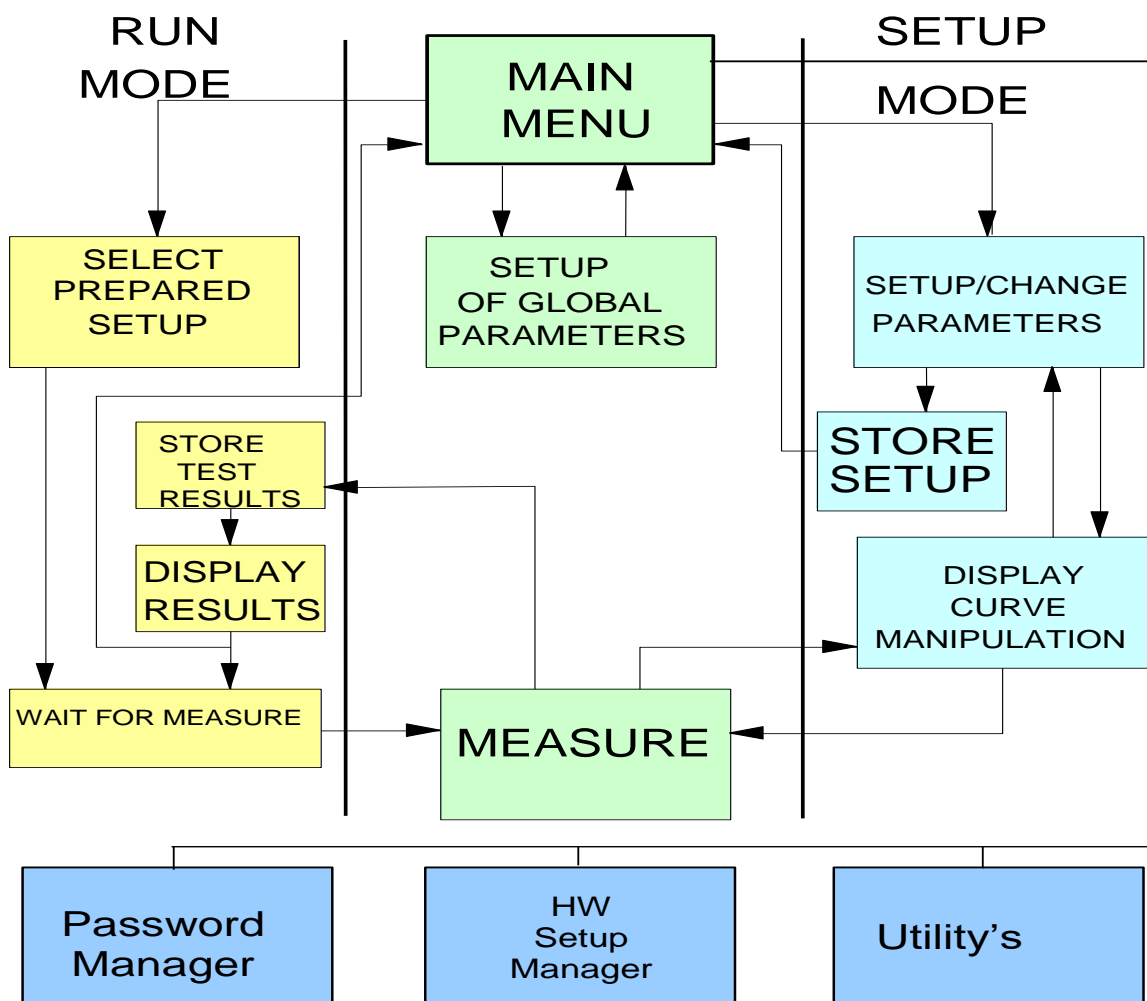 RUN
MODE
MAIN
MENU
SETUP
MODE
SELECT
PREPARED
SETUP
SETUP
OF GLOBAL
PARAMETERS
SETUP/CHANGE
PARAMETERS
STORE
TEST
RESULTS
STORE
SETUP
DISPLAY
RESULTS
DISPLAY
CURVE
MANIPULATION
WAIT FOR MEASURE
MEASURE
Password
Manager
HW
Setup
Manager
Utility’s